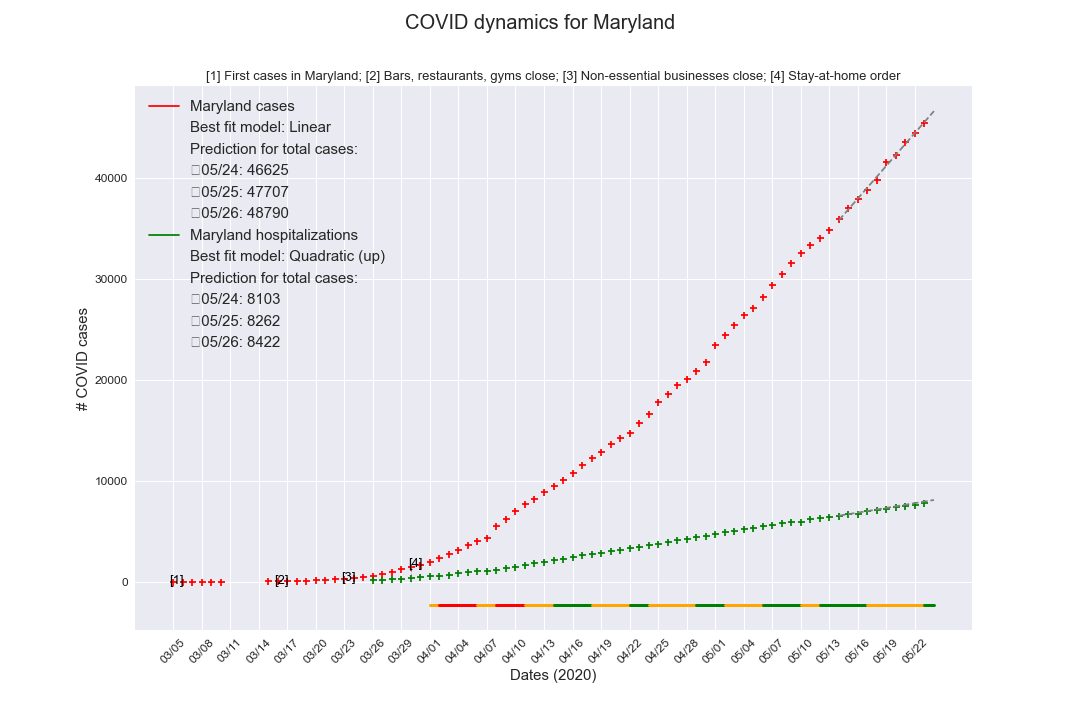 COVID dynamics for Maryland
[1] First cases in Maryland; [2] Bars, restaurants, gyms close; [3] Non-essential businesses close; [4] Stay-at-home order
Maryland cases
Best fit model: Linear
Prediction for total cases:
05/24: 46625
05/25: 47707
05/26: 48790
Maryland hospitalizations
Best fit model: Quadratic (up)
Prediction for total cases:
05/24: 8103
05/25: 8262
05/26: 8422
# COVID cases
40000
30000
20000
10000
0
[1] [2] [3] [4]
03/05 03/08 03/11 03/14 03/17 03/20 03/23 03/26 03/29 04/01 04/04 04/07 04/10 04/13 04/16 04/19 04/22 04/25 04/28 05/01 05/04 05/07 05/10 05/13 05/16 05/19 05/22
Dates (2020)